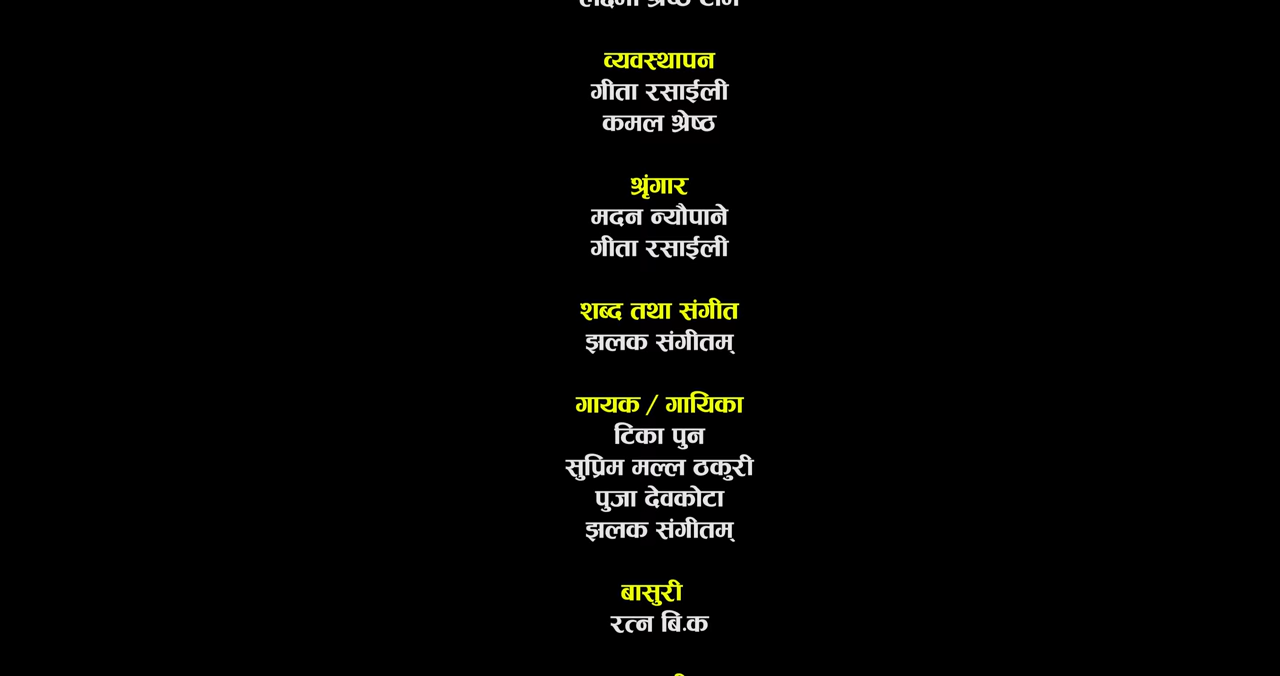 व्यवस्थापन
गीता रसाईली
कमल श्रेष्ठ
श्रृंगार
मदन न्यौपाने
गीता रसाईली
शब्द तथा संगीत
झलक संगीतम्
गायक / गायिका
टिका पुन
सुप्रिम मल्ल ठकुरी
पुजा देवकोटा
झलक संगीतम्
बासुरी
रत्न बि.क